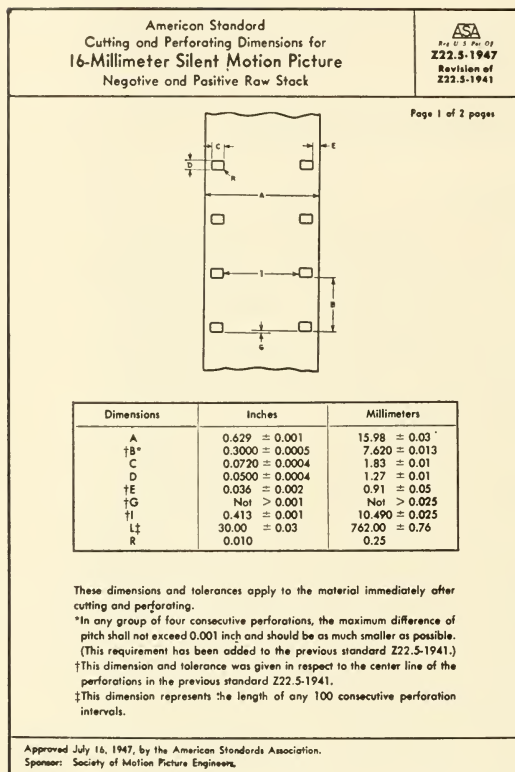 American Standard
Cutting and Perforating Dimensions for
16-Millimeter Silent Motion Picture
Negative and Positive Raw Stock
ASA
Reg U S Pat Off
Z22.5-1947
Revision of
Z22.5-1941
Page 1 of 2 pages
C
E
D
R
A
I
B
G
Dimensions Inches Millimeters
A 0.629 ± 0.001 15.98 ± 0.03
†B* 0.3000 ± 0.0005 7.620 ± 0.013
C 0.0720 ± 0.0004 1.83 ± 0.01
D 0.0500 ± 0.0004 1.27 ± 0.01
†E 0.036 ± 0.002 0.91 ± 0.05
†G Not > 0.001 Not > 0.025
†I 0.413 ± 0.001 10.490 ± 0.025
L‡ 30.00 ± 0.03 762.00 ± 0.76
R 0.010 0.25
These dimensions and tolerances apply to the material immediately after
cutting and perforating.
*In any group of four consecutive perforations, the maximum difference of
pitch shall not exceed 0.001 inch and should be as much smaller as possible.
(This requirement has been added to the previous standard Z22.5-1941.)
†This dimension and tolerance was given in respect to the center line of the
perforations in the previous standard Z22.5-1941.
‡This dimension represents the length of any 100 consecutive perforation
intervals.
Approved July 16, 1947, by the American Standards Association.
Sponsor: Society of Motion Picture Engineers.